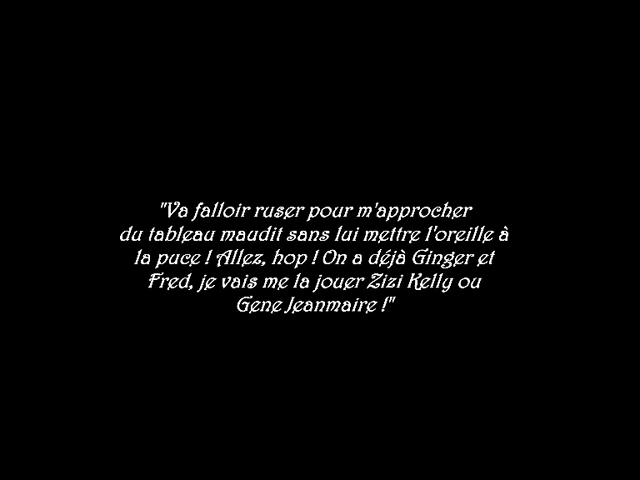 "Va falloir ruser pour m'approcher
du tableau maudit sans lui mettre l'oreille à
la puce ! Allez, hop ! On a déjà Ginger et
Fred, je vais me la jouer Zizi Kelly ou
Gene Jeanmaire !"